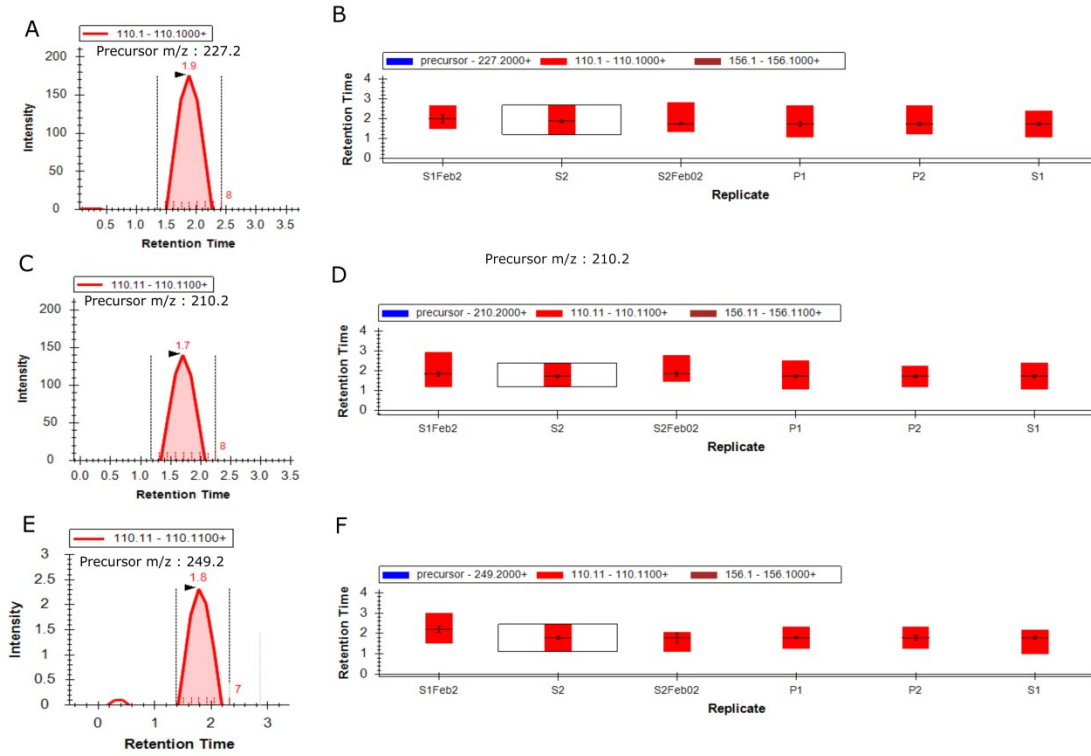 A
110.1 - 110.1000+
Precursor m/z : 227.2
1.9
200
150
100
50
0
Intensity
8
0.5 1.0 1.5 2.0 2.5 3.0 3.5
Retention Time
B
precursor - 227.2000+ 110.1 - 110.1000+ 156.1 - 156.1000+
4
3
2
1
0
Retention Time
S1Feb2 S2 S2Feb02 P1 P2 S1
Replicate
C
110.11 - 110.1100+
Precursor m/z : 210.2
1.7
200
150
100
50
0
Intensity
8
0.0 0.5 1.0 1.5 2.0 2.5 3.0 3.5
Retention Time
Precursor m/z : 210.2
D
precursor - 210.2000+ 110.11 - 110.1100+ 156.11 - 156.1100+
4
3
2
1
0
Retention Time
S1Feb2 S2 S2Feb02 P1 P2 S1
Replicate
E
110.11 - 110.1100+
Precursor m/z : 249.2
1.8
3
2.5
2
1.5
1
0.5
0
Intensity
7
0 1 2 3
Retention Time
F
precursor - 249.2000+ 110.11 - 110.1100+ 156.1 - 156.1000+
4
3
2
1
0
Retention Time
S1Feb2 S2 S2Feb02 P1 P2 S1
Replicate